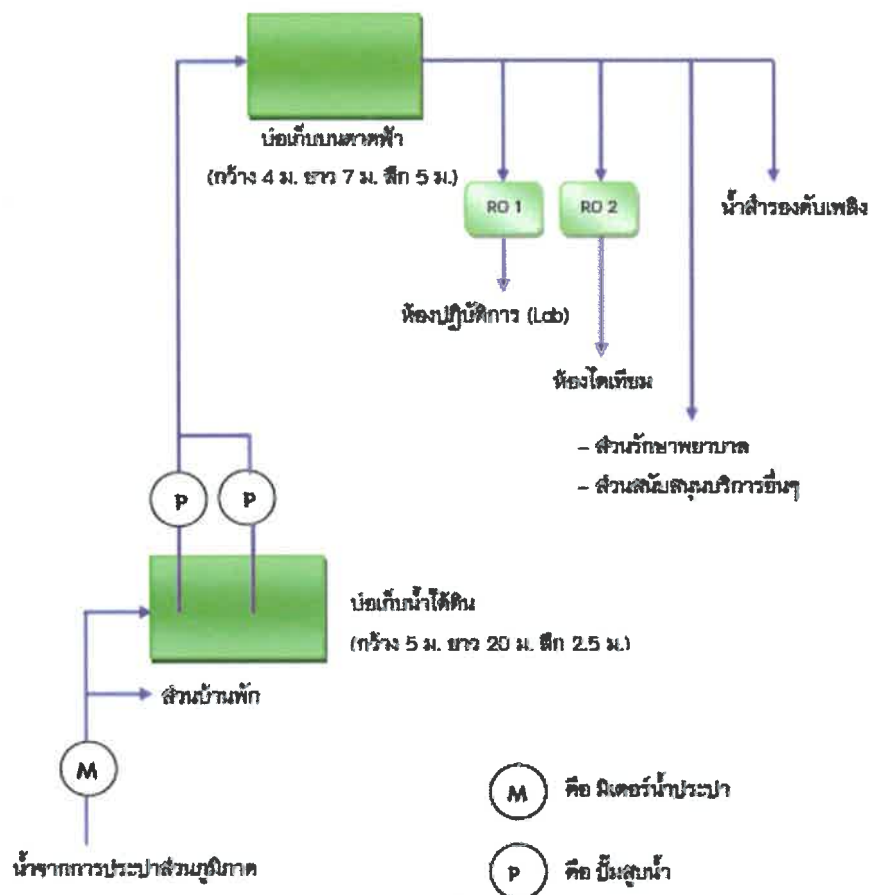 บ่อเก็บบนดาดฟ้า
(กว้าง 4 ม. ยาว 7 ม. ลึก 5 ม.)
RO 1
RO 2
น้ำสำรองดับเพลิง
ห้องปฏิบัติการ (Lab)
ห้องไตเทียม
- ส่วนรักษาพยาบาล
- ส่วนสนับสนุนบริการอื่นๆ
P
P
บ่อเก็บน้ำใต้ดิน
(กว้าง 5 ม. ยาว 20 ม. ลึก 2.5 ม.)
ส่วนบ้านพัก
M
น้ำจากการประปาส่วนภูมิภาค
M คือ มิเตอร์น้ำประปา
P คือ ปั๊มสูบน้ำ